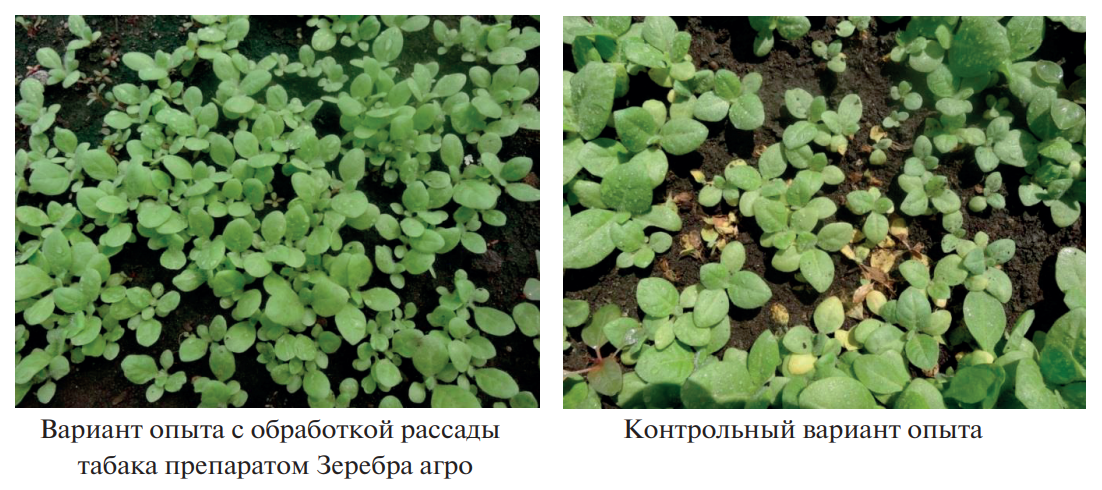 Вариант опыта с обработкой рассады
табака препаратом Зеребра агро
Контрольный вариант опыта